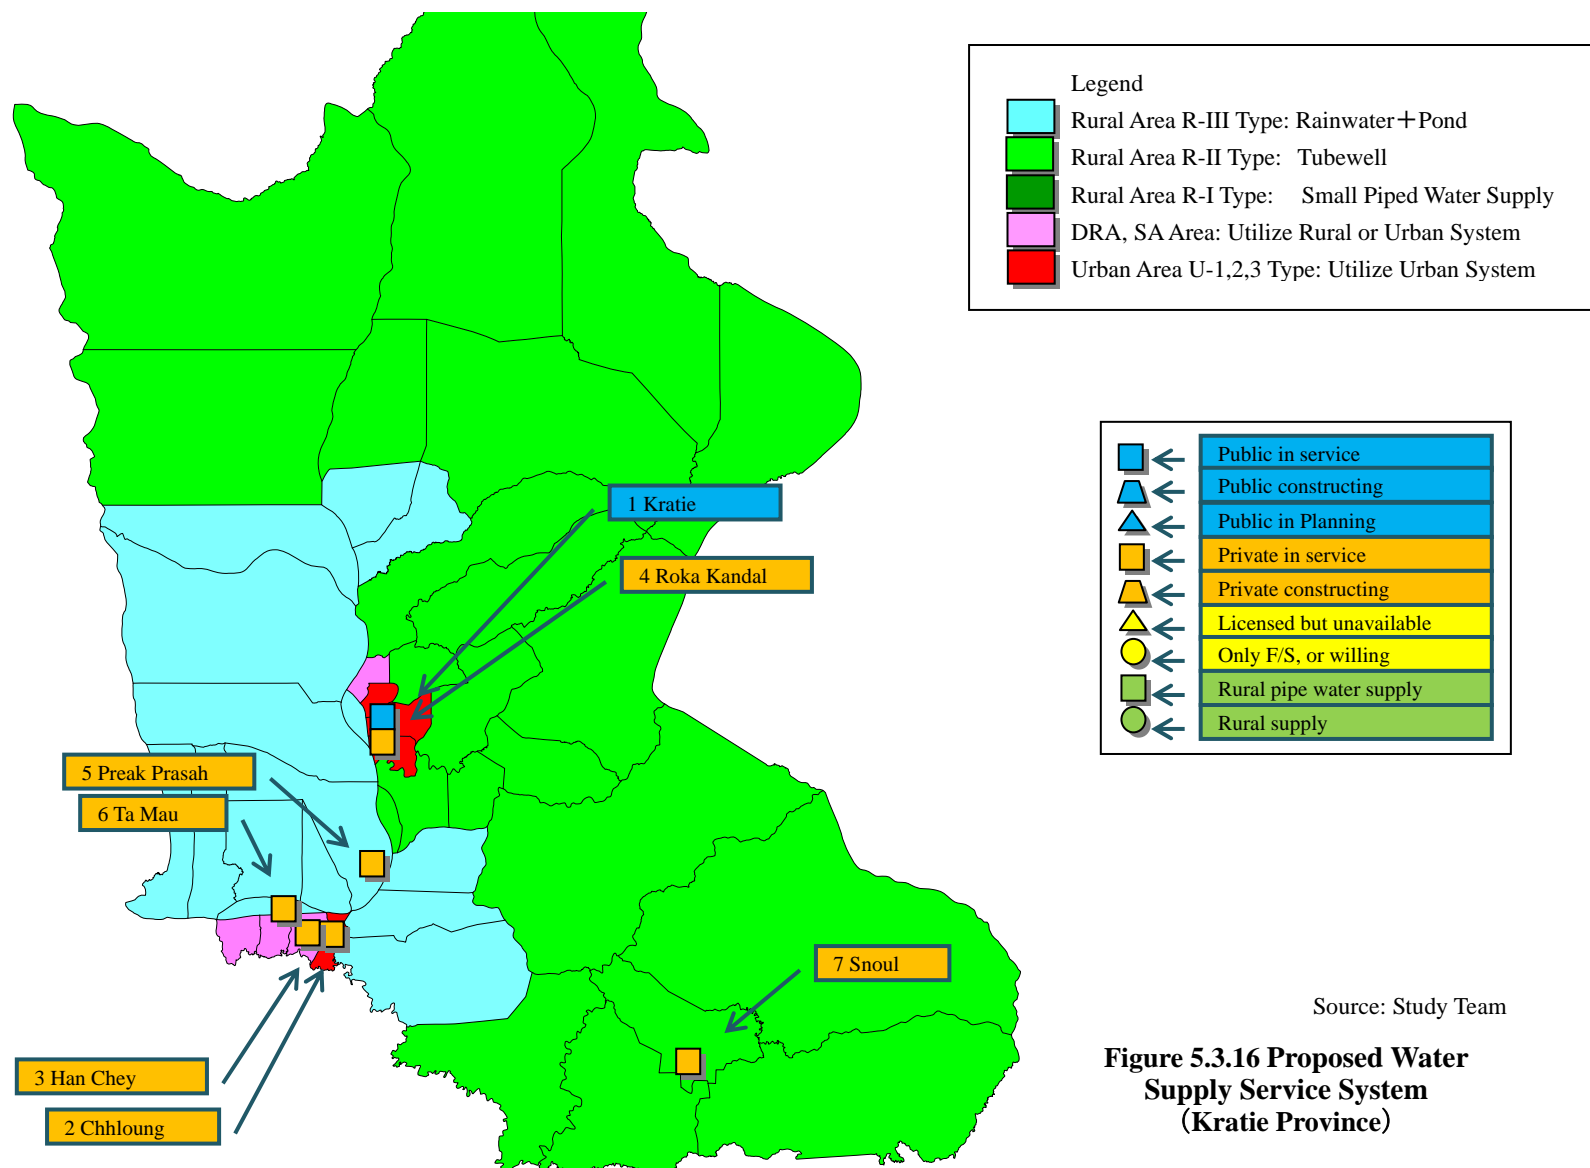 Legend
Rural Area R-III Type: Rainwater＋Pond
Rural Area R-II Type: Tubewell
Rural Area R-I Type: Small Piped Water Supply
DRA, SA Area: Utilize Rural or Urban System
Urban Area U-1,2,3 Type: Utilize Urban System
Public in service
Public constructing
Public in Planning
Private in service
Private constructing
Licensed but unavailable
Only F/S, or willing
Rural pipe water supply
Rural supply
1 Kratie
4 Roka Kandal
5 Preak Prasah
6 Ta Mau
7 Snoul
3 Han Chey
2 Chhloung
Source: Study Team
Figure 5.3.16 Proposed Water
Supply Service System
（Kratie Province）